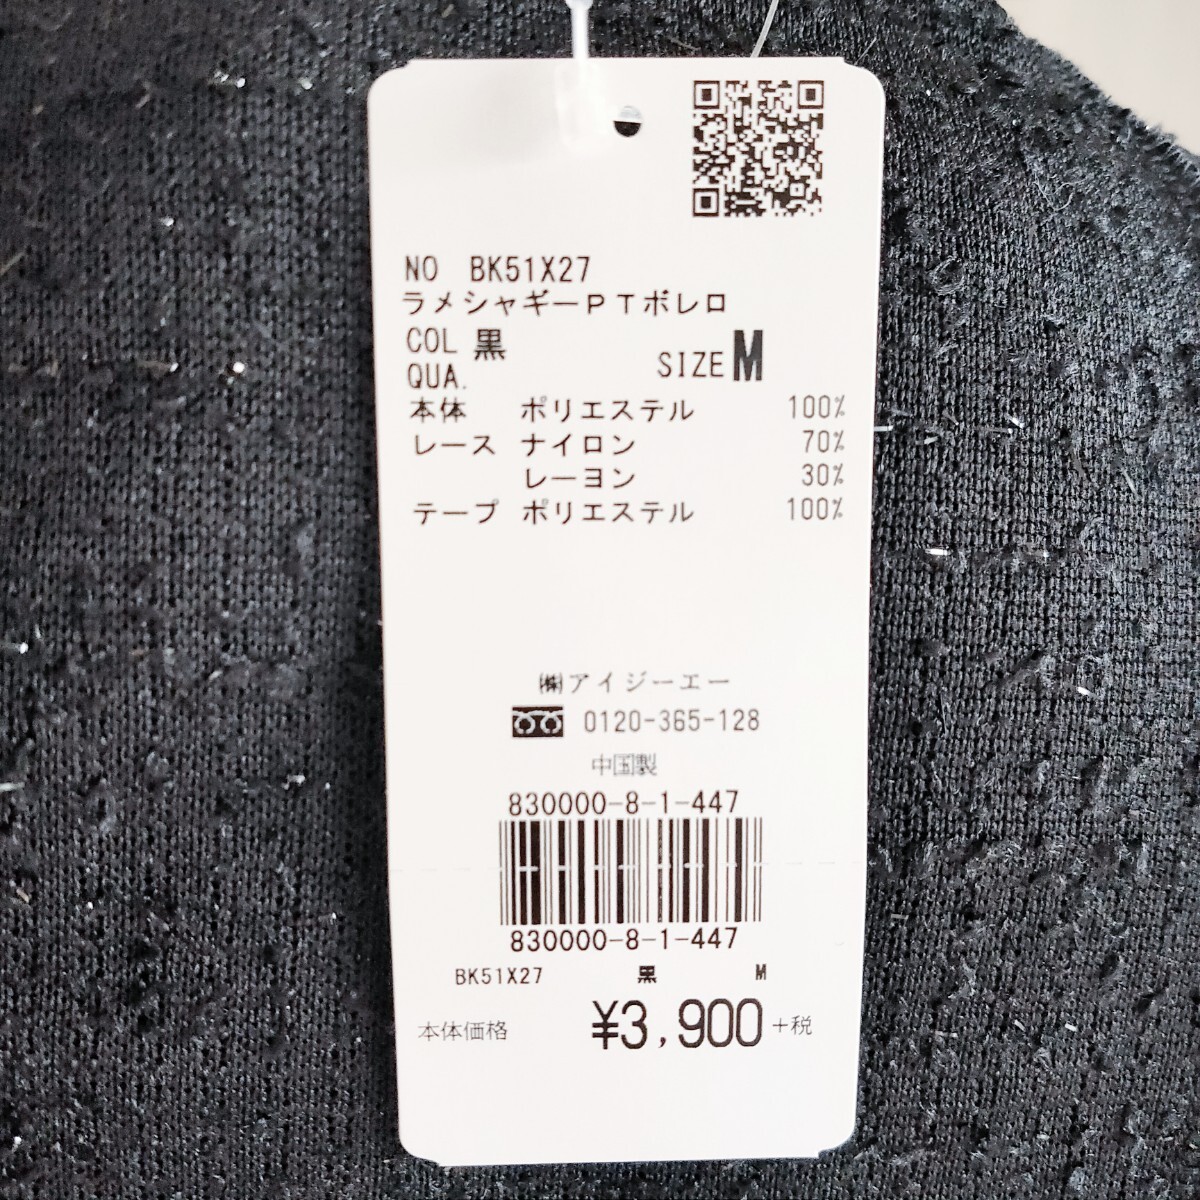 NO BK51X27
ラメシャギーＰＴボレロ
COL 黒
SIZE M
QUA.
本体 ポリエステル 100%
レース ナイロン 70%
レーヨン 30%
テープ ポリエステル 100%
㈱アイジーエー
0120-365-128
中国製
830000-8-1-447
830000-8-1-447
BK51X27 黒 M
本体価格 ¥3,900+税